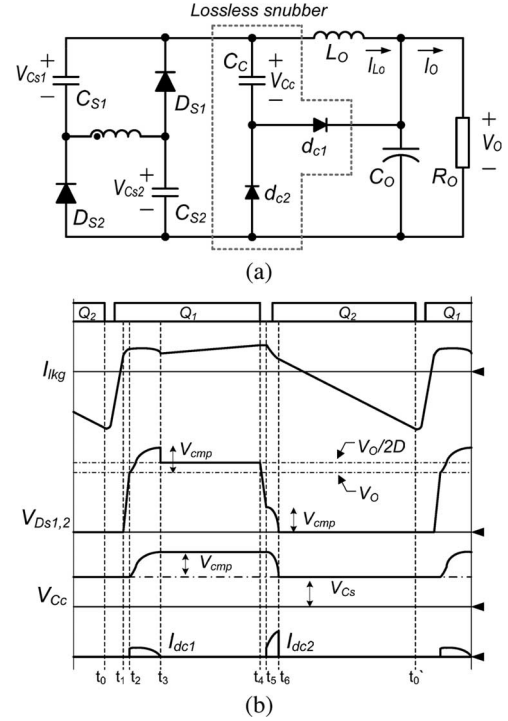 Lossless snubber
V_Cs1 + −
C_S1
D_S1
C_C
+ V_Cc −
L_O
I_Lo
I_O
d_c1
D_S2
V_Cs2 + −
C_S2
d_c2
C_O
R_O
+ V_O −
(a)
Q_2 Q_1 Q_2 Q_1
I_lkg
V_cmp
V_O/2D
V_O
V_Ds1,2
V_cmp
V_cmp
V_Cs
V_Cc
I_dc1 I_dc2
t_0 t_1 t_2 t_3 t_4 t_5 t_6 t_0`
(b)